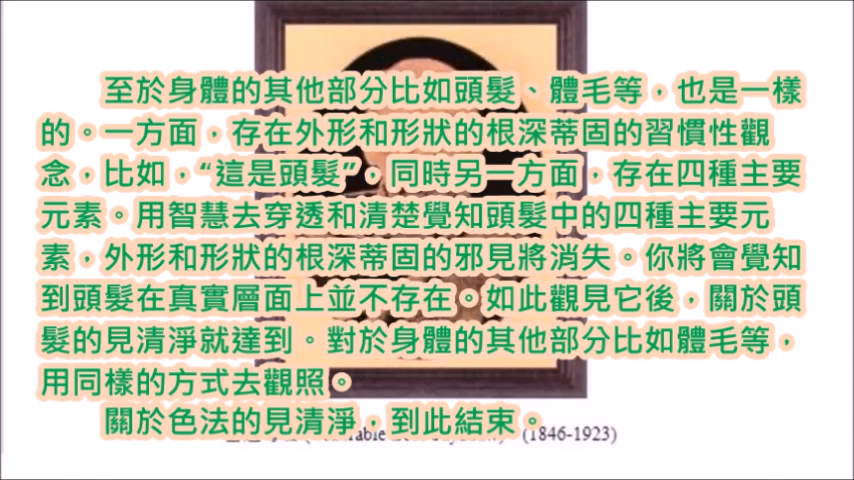 至於身體的其他部分比如頭髮、體毛等，也是一樣
的。一方面，存在外形和形狀的根深蒂固的習慣性觀
念，比如，“這是頭髮”，同時另一方面，存在四種主要
元素。用智慧去穿透和清楚覺知頭髮中的四種主要元
素，外形和形狀的根深蒂固的邪見將消失。你將會覺知
到頭髮在真實層面上並不存在。如此觀見它後，關於頭
髮的見清淨就達到。對於身體的其他部分比如體毛等，
用同樣的方式去觀照。
關於色法的見清淨，到此結束。
(1846-1923)